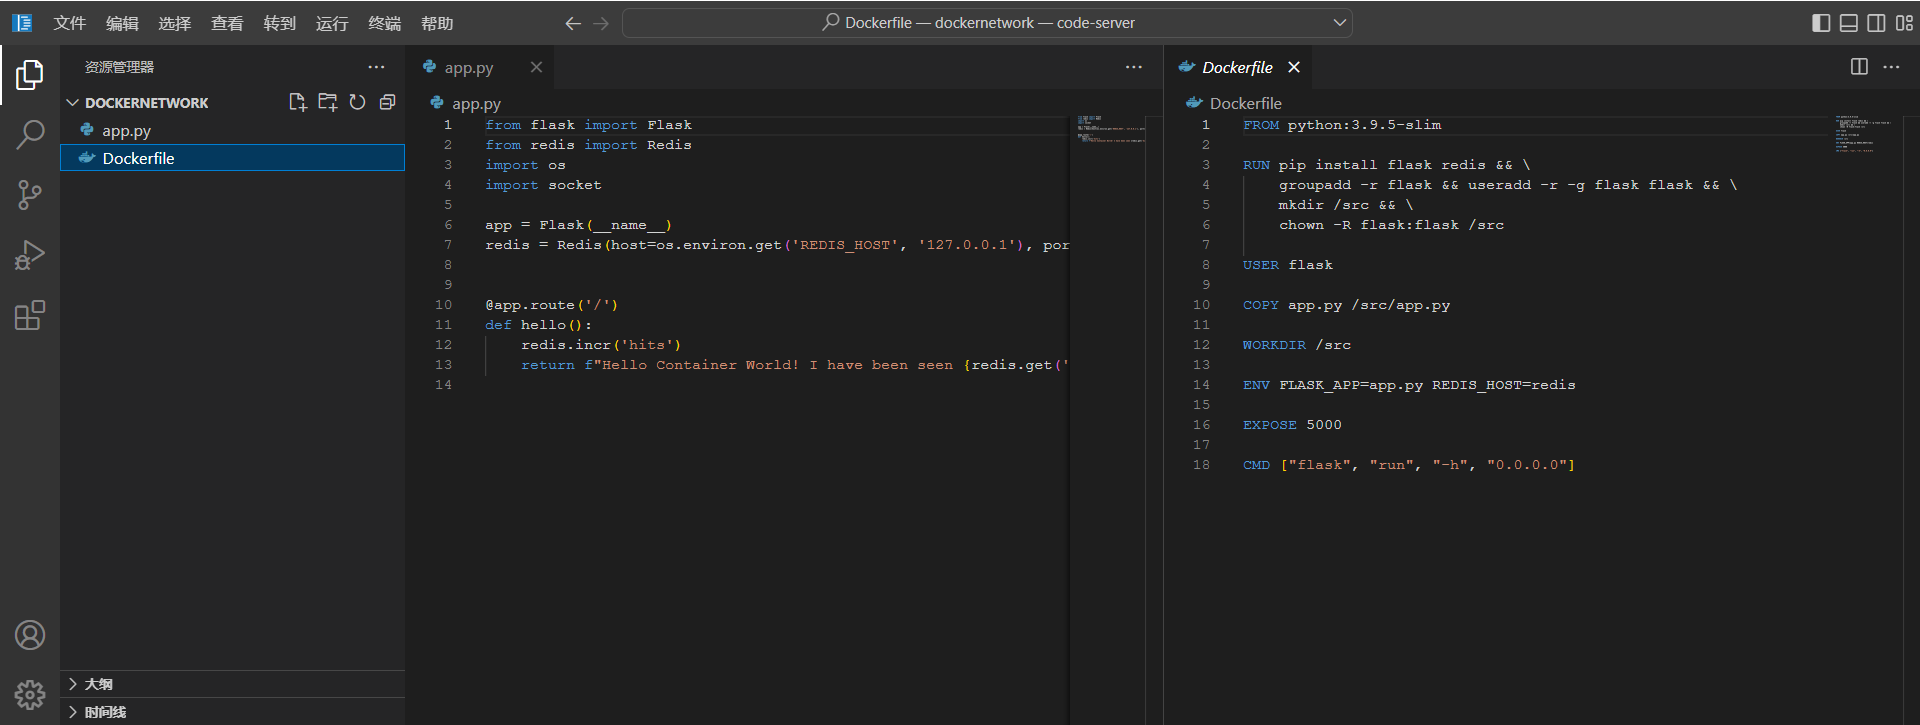 文件 编辑 选择 查看 转到 运行 终端 帮助
Dockerfile — dockernetwork — code-server
资源管理器
DOCKERNETWORK
app.py
Dockerfile
大纲
时间线
app.py
app.py
1 from flask import Flask
2 from redis import Redis
3 import os
4 import socket
5
6 app = Flask(__name__)
7 redis = Redis(host=os.environ.get('REDIS_HOST', '127.0.0.1'), por
8
9
10 @app.route('/')
11 def hello():
12 redis.incr('hits')
13 return f"Hello Container World! I have been seen {redis.get('
14
Dockerfile
Dockerfile
1 FROM python:3.9.5-slim
2
3 RUN pip install flask redis && \
4 groupadd -r flask && useradd -r -g flask flask && \
5 mkdir /src && \
6 chown -R flask:flask /src
7
8 USER flask
9
10 COPY app.py /src/app.py
11
12 WORKDIR /src
13
14 ENV FLASK_APP=app.py REDIS_HOST=redis
15
16 EXPOSE 5000
17
18 CMD ["flask", "run", "-h", "0.0.0.0"]